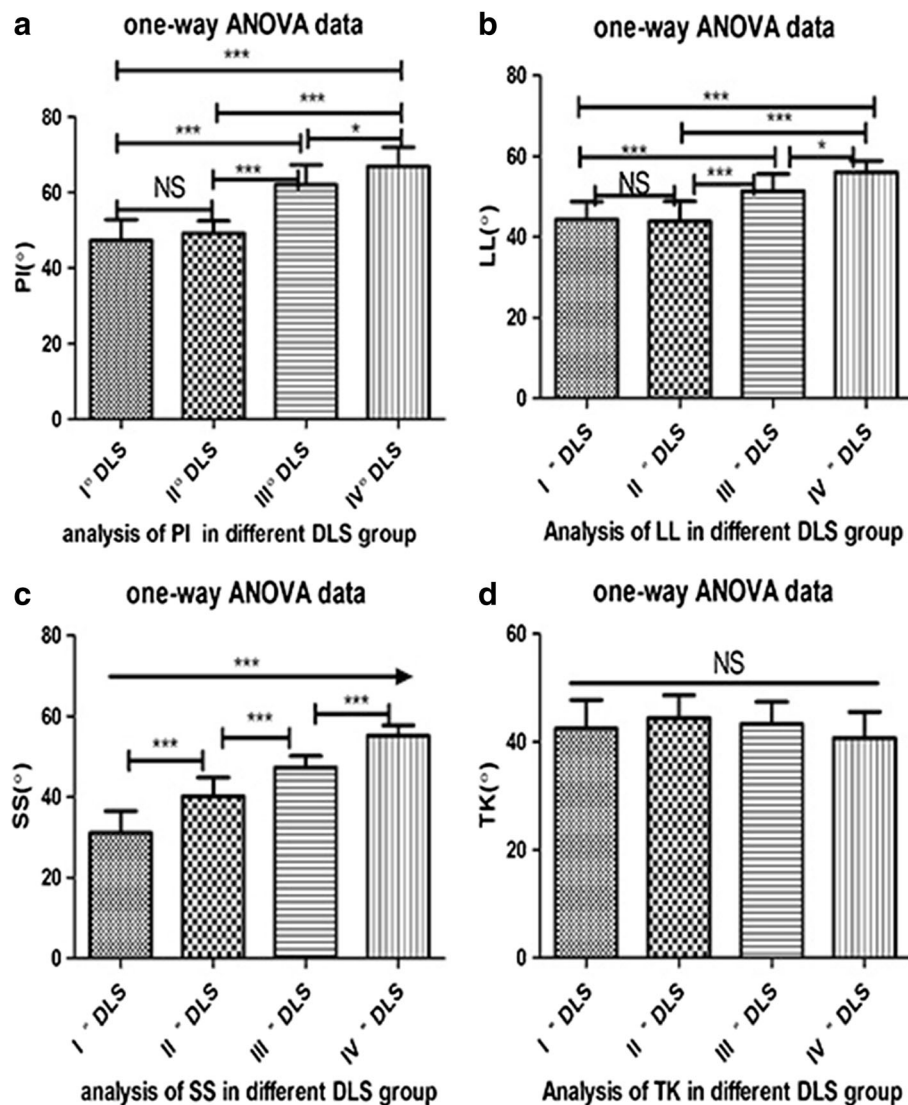 a
one-way ANOVA data
***
***
***
*
***
NS
80
60
40
20
0
PI(°)
I° DLS
II° DLS
III° DLS
IV° DLS
analysis of PI in different DLS group
b
one-way ANOVA data
***
***
***
*
***
NS
80
60
40
20
0
LL(°)
I ° DLS
II ° DLS
III ° DLS
IV ° DLS
Analysis of LL in different DLS group
c
one-way ANOVA data
***
***
***
***
80
60
40
20
0
SS(°)
I ° DLS
II ° DLS
III ° DLS
IV ° DLS
analysis of SS in different DLS group
d
one-way ANOVA data
NS
60
40
20
0
TK(°)
I ° DLS
II ° DLS
III ° DLS
IV ° DLS
Analysis of TK in different DLS group